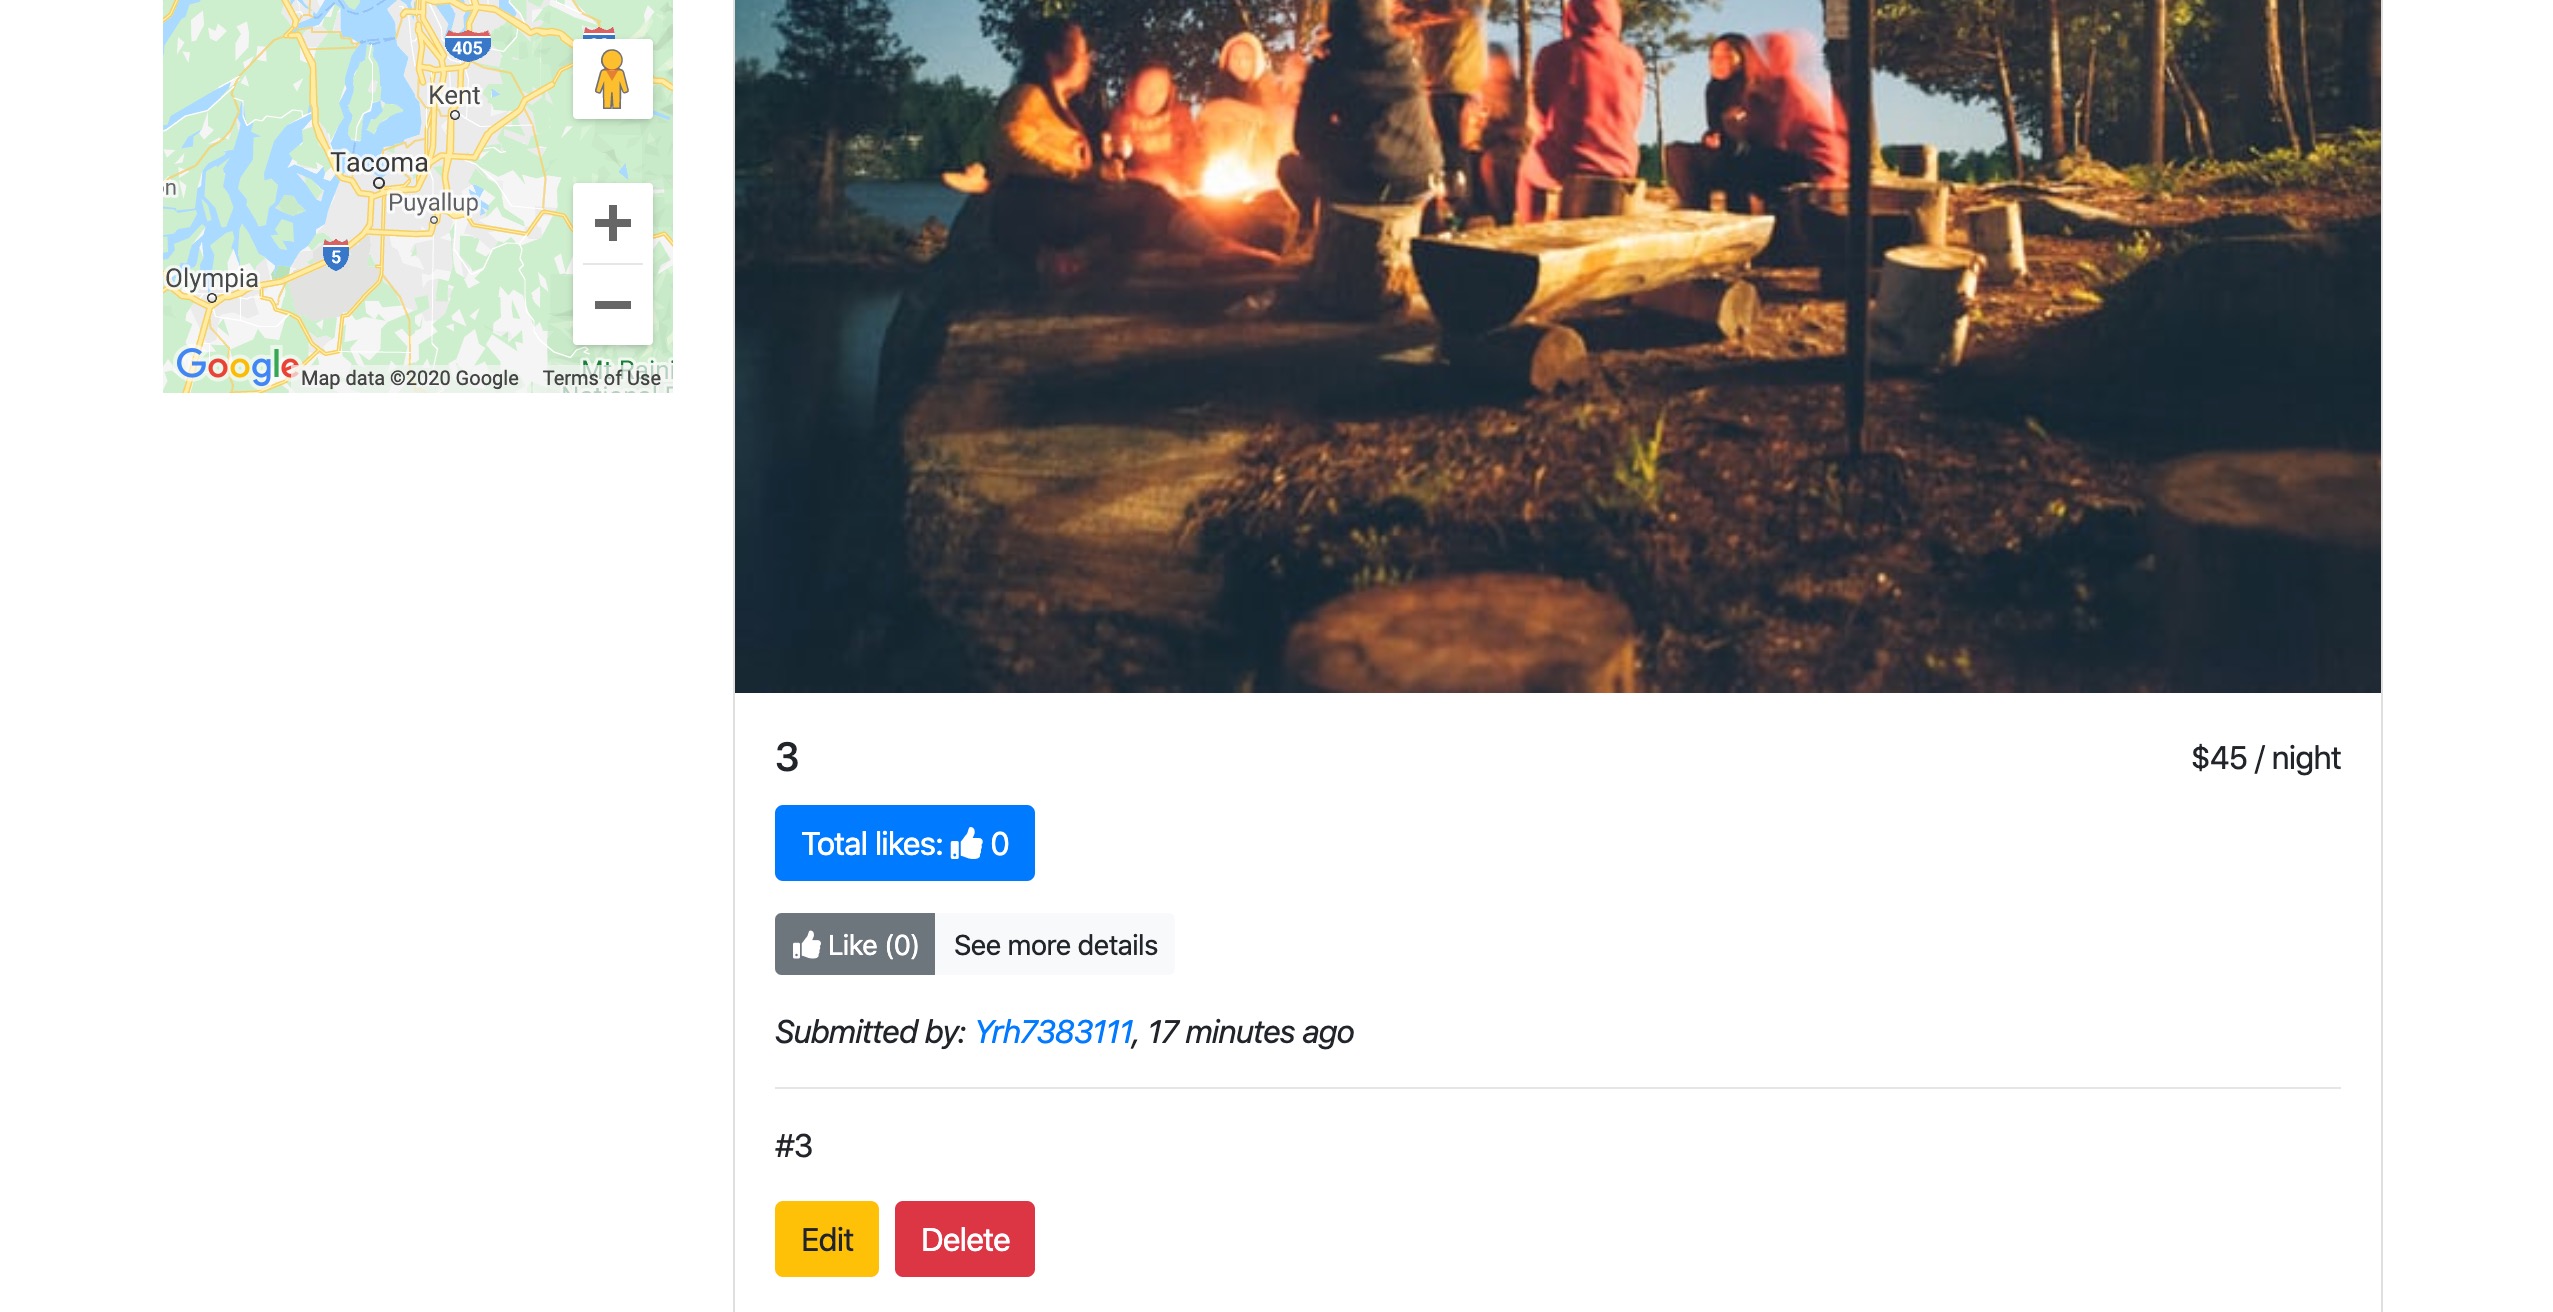 405
Kent
Tacoma
Puyallup
5
Olympia
Google
Map data ©2020 Google
Terms of Use
3
$45 / night
Total likes: 0
Like (0)
See more details
Submitted by: Yrh7383111, 17 minutes ago
#3
Edit
Delete